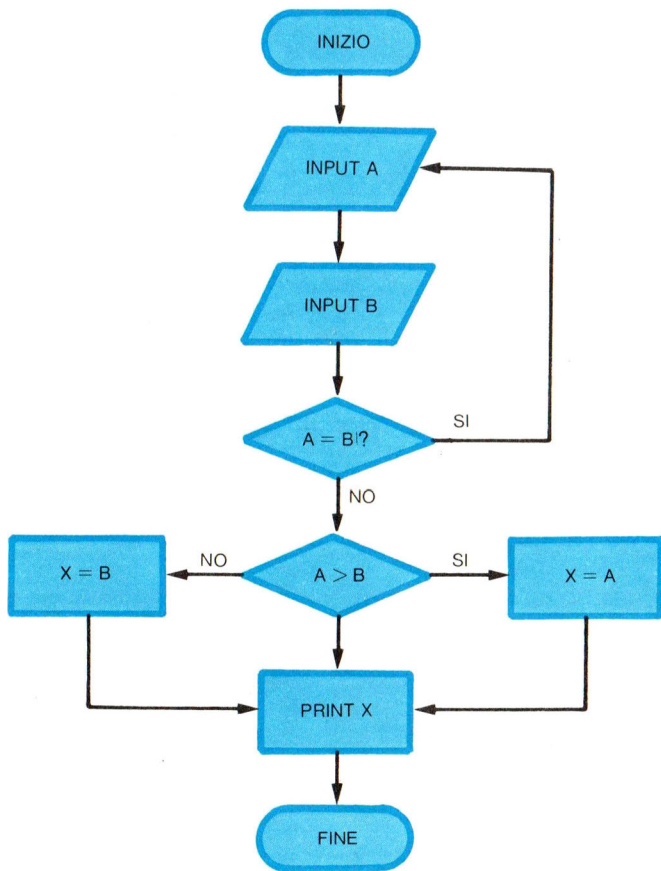 INIZIO
INPUT A
INPUT B
A = B?
SI
NO
A > B
NO
SI
X = B
X = A
PRINT X
FINE